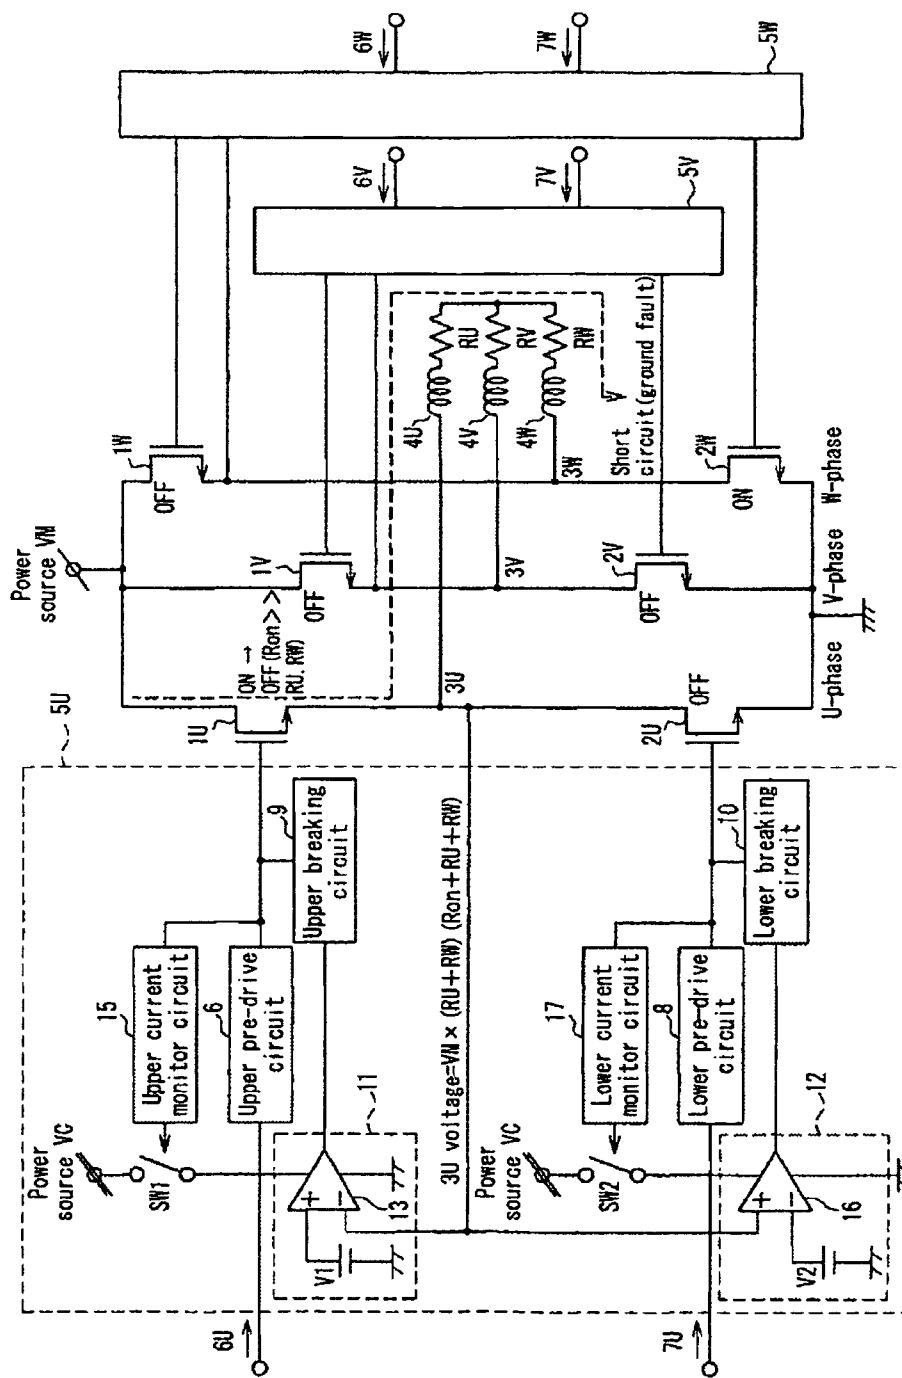 5U
15
Upper current
monitor circuit
6
Upper pre-drive
circuit
9
Upper breaking
circuit
Power
source VC
SW1
11
13
V1
+
−
6U
3U voltage=VM×(RU+RW)(Ron+RU+RW)
17
Lower current
monitor circuit
8
Lower pre-drive
circuit
10
Lower breaking
circuit
Power
source VC
SW2
12
16
V2
+
−
7U
Power
source VM
1U
ON →
OFF(Ron>>
RU.RW)
1V
OFF
1W
OFF
3U
3V
3W
4U
4V
4W
RU
RV
RW
Short
circuit(ground fault)
2U
OFF
2V
OFF
2W
ON
U-phase
V-phase
W-phase
6V
7V
5V
6W
7W
5W